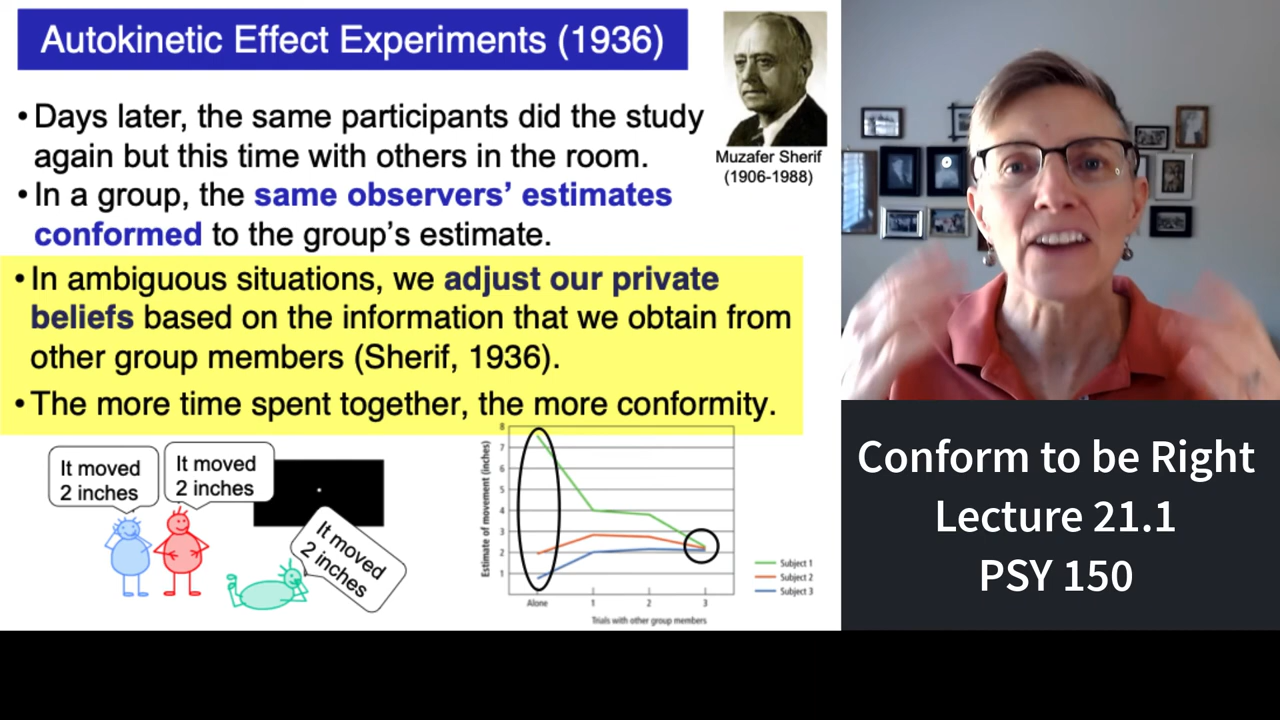 Autokinetic Effect Experiments (1936)
• Days later, the same participants did the study
again but this time with others in the room.
• In a group, the same observers' estimates
conformed to the group's estimate.
• In ambiguous situations, we adjust our private
beliefs based on the information that we obtain from
other group members (Sherif, 1936).
• The more time spent together, the more conformity.
Muzafer Sherif
(1906-1988)
It moved
2 inches
It moved
2 inches
It moved
2 inches
Estimate of movement (inches)
8
7
6
5
4
3
2
1
Alone
1
2
3
Trials with other group members
Subject 1
Subject 2
Subject 3
Conform to be Right
Lecture 21.1
PSY 150